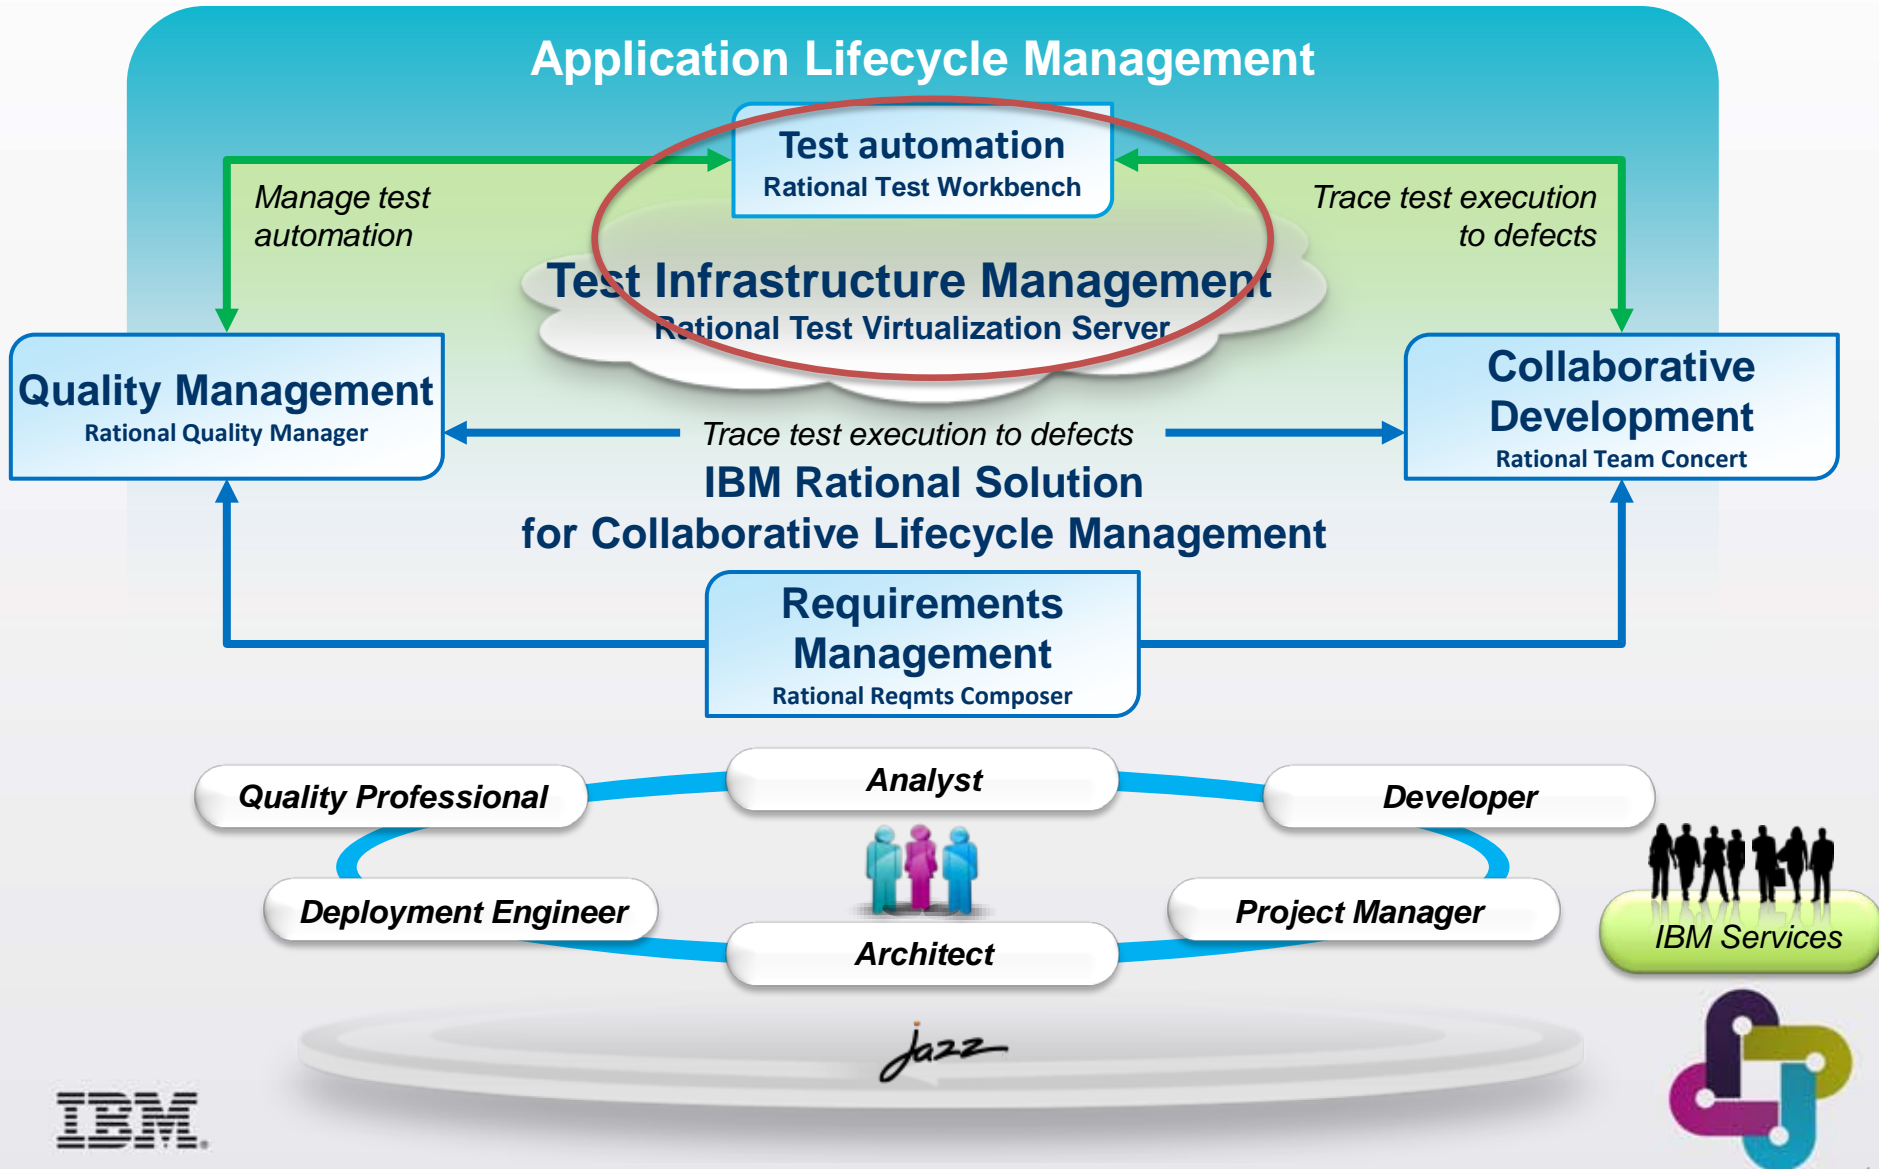 Application Lifecycle Management
Test automation
Rational Test Workbench
Manage test
automation
Trace test execution
to defects
Test Infrastructure Management
Rational Test Virtualization Server
Quality Management
Rational Quality Manager
Collaborative
Development
Rational Team Concert
Trace test execution to defects
IBM Rational Solution
for Collaborative Lifecycle Management
Requirements
Management
Rational Reqmts Composer
Quality Professional
Analyst
Developer
Deployment Engineer
Architect
Project Manager
IBM Services
jazz
IBM.